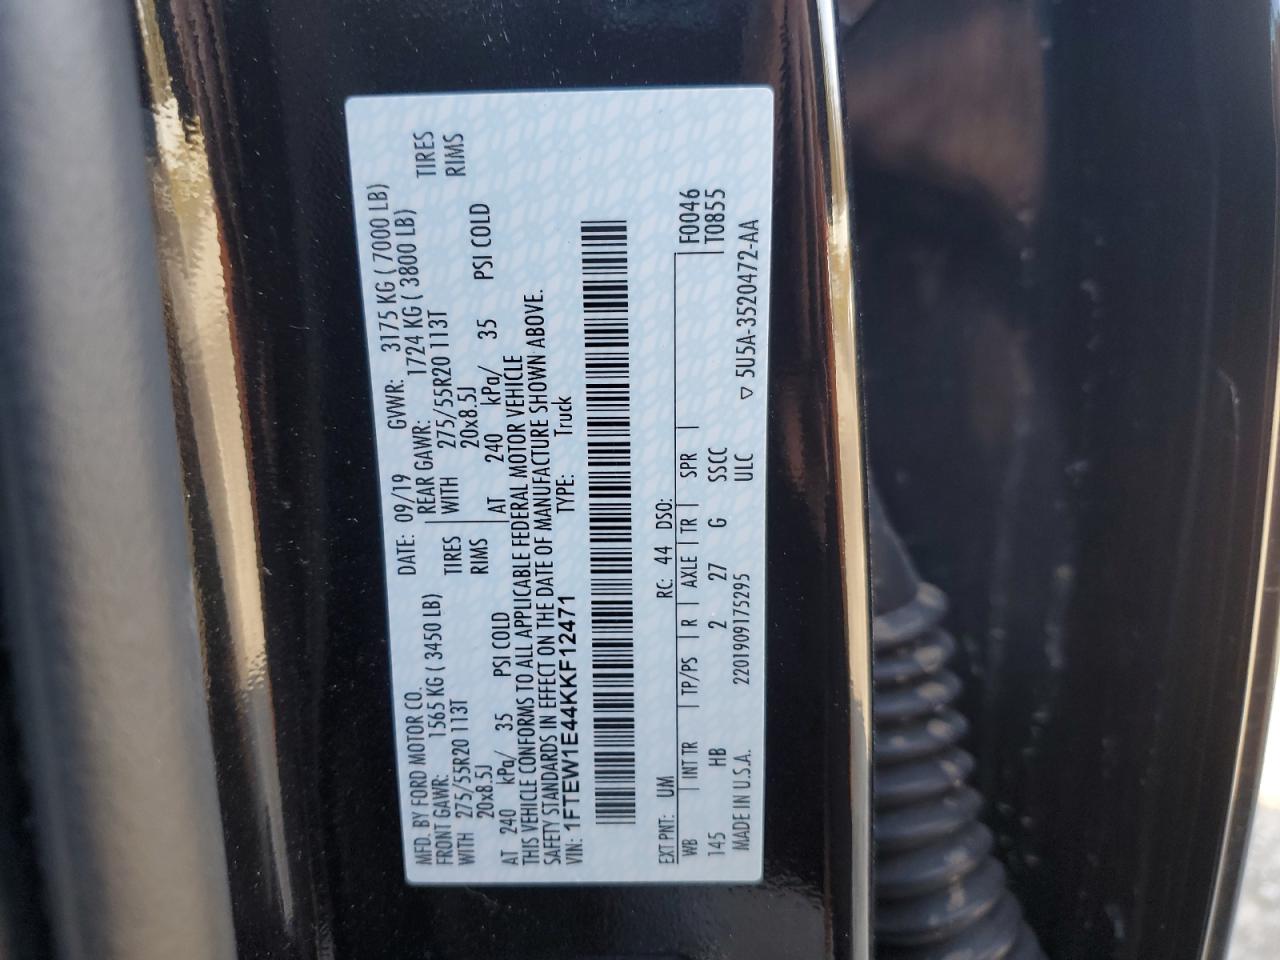 MFD. BY FORD MOTOR CO. DATE: 09/19 GVWR: 3175 KG ( 7000 LB)
FRONT GAWR: 1565 KG ( 3450 LB) REAR GAWR: 1724 KG ( 3800 LB)
WITH 275/55R20 113T TIRES WITH 275/55R20 113T TIRES
20x8.5J RIMS 20x8.5J RIMS
AT 240 kPa/ 35 PSI COLD AT 240 kPa/ 35 PSI COLD
THIS VEHICLE CONFORMS TO ALL APPLICABLE FEDERAL MOTOR VEHICLE
SAFETY STANDARDS IN EFFECT ON THE DATE OF MANUFACTURE SHOWN ABOVE.
VIN: 1FTEW1E44KKF12471 TYPE: Truck
EXT PNT: UM RC: 44 DSO:
WB INT TR TP/PS R AXLE TR SPR F0046
145 HB 2 27 G SSCC T0855
MADE IN U.S.A. 2201909175295 ULC ▽ 5U5A-3520472-AA